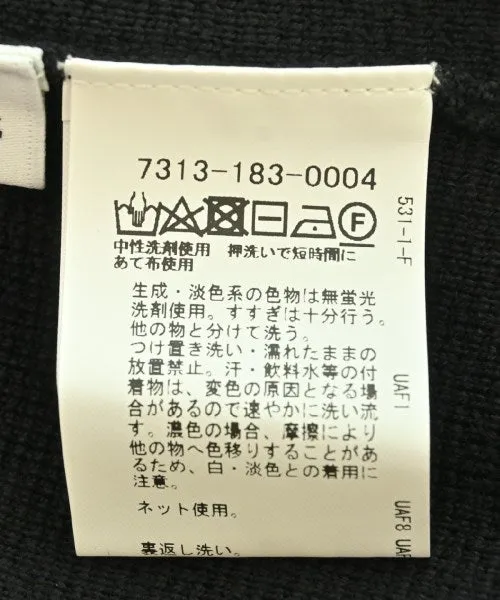 7313-183-0004
F
中性洗剤使用 押洗いで短時間に
あて布使用
生成・淡色系の色物は無蛍光
洗剤使用。すすぎは十分行う。
他の物と分けて洗う。
つけ置き洗い・濡れたままの
放置禁止。汗・飲料水等の付
着物は、変色の原因となる場
合があるので速やかに洗い流
す。濃色の場合、摩擦により
他の物へ色移りすることがあ
るため、白・淡色との着用に
注意。
ネット使用。
裏返し洗い。
531-1-F
UAF1
UAF8 UAF